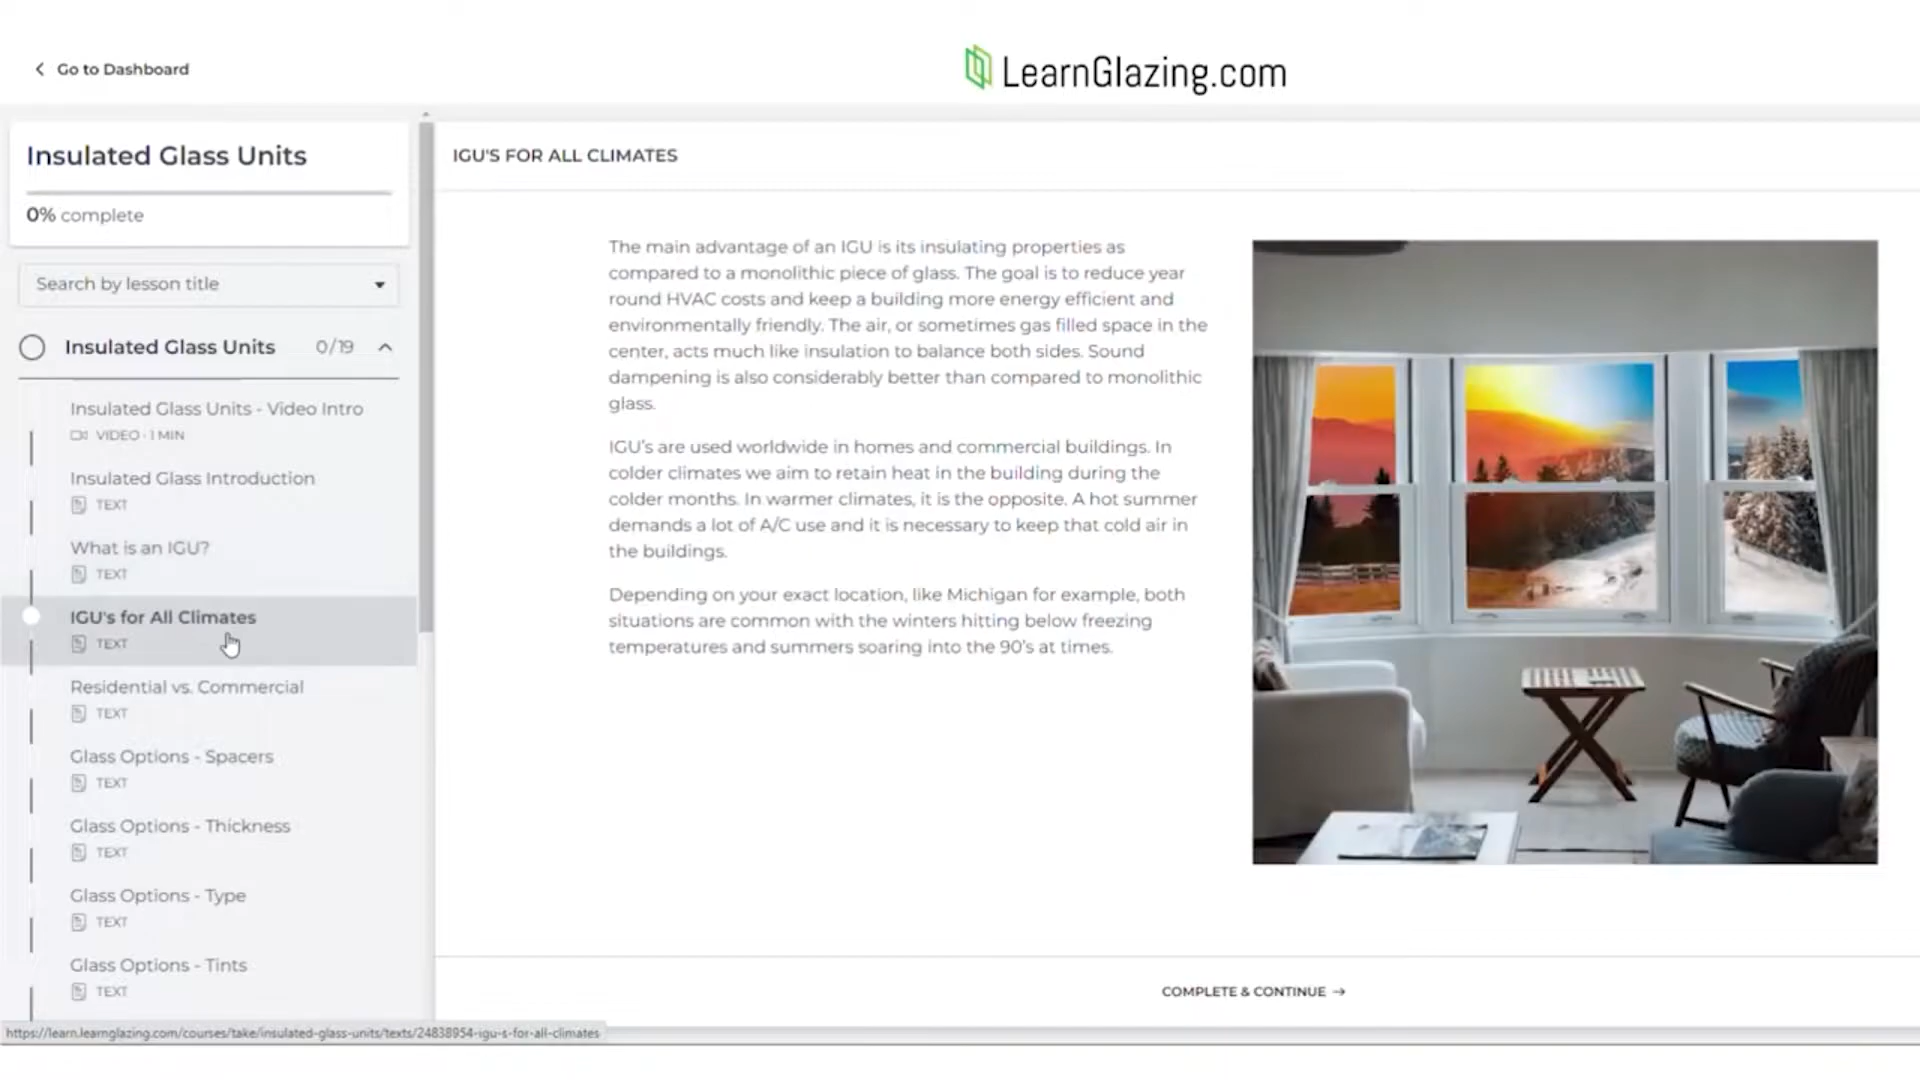 Go to Dashboard
LearnGlazing.com
Insulated Glass Units
0% complete
Search by lesson title
Insulated Glass Units 0/19
Insulated Glass Units - Video Intro
VIDEO · 1 MIN
Insulated Glass Introduction
TEXT
What is an IGU?
TEXT
IGU's for All Climates
TEXT
Residential vs. Commercial
TEXT
Glass Options - Spacers
TEXT
Glass Options - Thickness
TEXT
Glass Options - Type
TEXT
Glass Options - Tints
TEXT
IGU'S FOR ALL CLIMATES
The main advantage of an IGU is its insulating properties as
compared to a monolithic piece of glass. The goal is to reduce year
round HVAC costs and keep a building more energy efficient and
environmentally friendly. The air, or sometimes gas filled space in the
center, acts much like insulation to balance both sides. Sound
dampening is also considerably better than compared to monolithic
glass.
IGU's are used worldwide in homes and commercial buildings. In
colder climates we aim to retain heat in the building during the
colder months. In warmer climates, it is the opposite. A hot summer
demands a lot of A/C use and it is necessary to keep that cold air in
the buildings.
Depending on your exact location, like Michigan for example, both
situations are common with the winters hitting below freezing
temperatures and summers soaring into the 90's at times.
COMPLETE & CONTINUE →
https://learn.learnglazing.com/courses/take/insulated-glass-units/texts/24838954-igu-s-for-all-climates